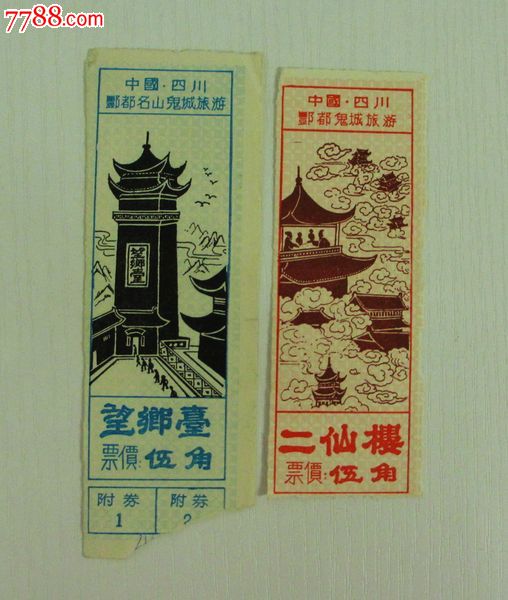 7788.com
中國·四川
酆都名山鬼城旅游
望鄉臺
望鄉臺
票價:伍角
附券
1
附券
2
中國·四川
酆都鬼城旅游
二仙樓
票價:伍角